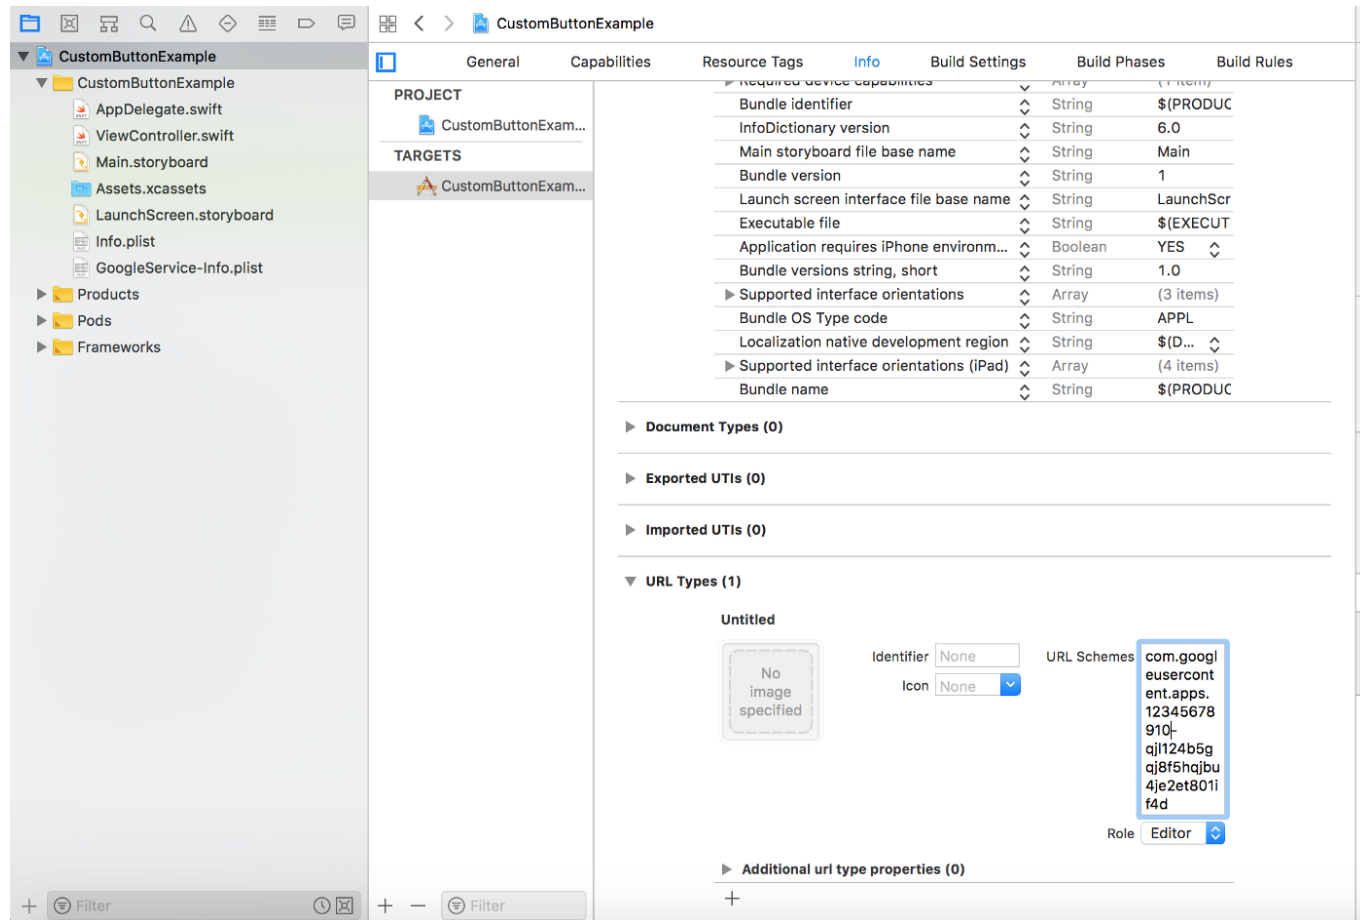 CustomButtonExample
CustomButtonExample
CustomButtonExample
AppDelegate.swift
ViewController.swift
Main.storyboard
Assets.xcassets
LaunchScreen.storyboard
Info.plist
GoogleService-Info.plist
Products
Pods
Frameworks
Filter
General Capabilities Resource Tags Info Build Settings Build Phases Build Rules
PROJECT
CustomButtonExam...
TARGETS
CustomButtonExam...
Filter
Required device capabilities Array (1 item)
Bundle identifier String $(PRODUC
InfoDictionary version String 6.0
Main storyboard file base name String Main
Bundle version String 1
Launch screen interface file base name String LaunchScr
Executable file String $(EXECUT
Application requires iPhone environm... Boolean YES
Bundle versions string, short String 1.0
Supported interface orientations Array (3 items)
Bundle OS Type code String APPL
Localization native development region String $(D...
Supported interface orientations (iPad) Array (4 items)
Bundle name String $(PRODUC
Document Types (0)
Exported UTIs (0)
Imported UTIs (0)
URL Types (1)
Untitled
No
image
specified
Identifier None
Icon None
URL Schemes
com.googl
eusercont
ent.apps.
12345678
910-
qjl124b5g
qj8f5hqjbu
4je2et801i
f4d
Role Editor
Additional url type properties (0)